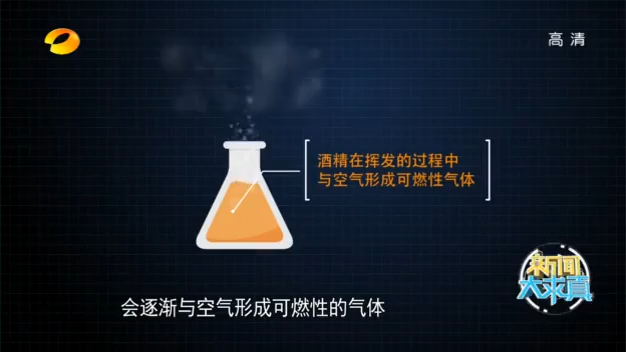 高清
酒精在挥发的过程中
与空气形成可燃性气体
新闻
大求真
会逐渐与空气形成可燃性的气体